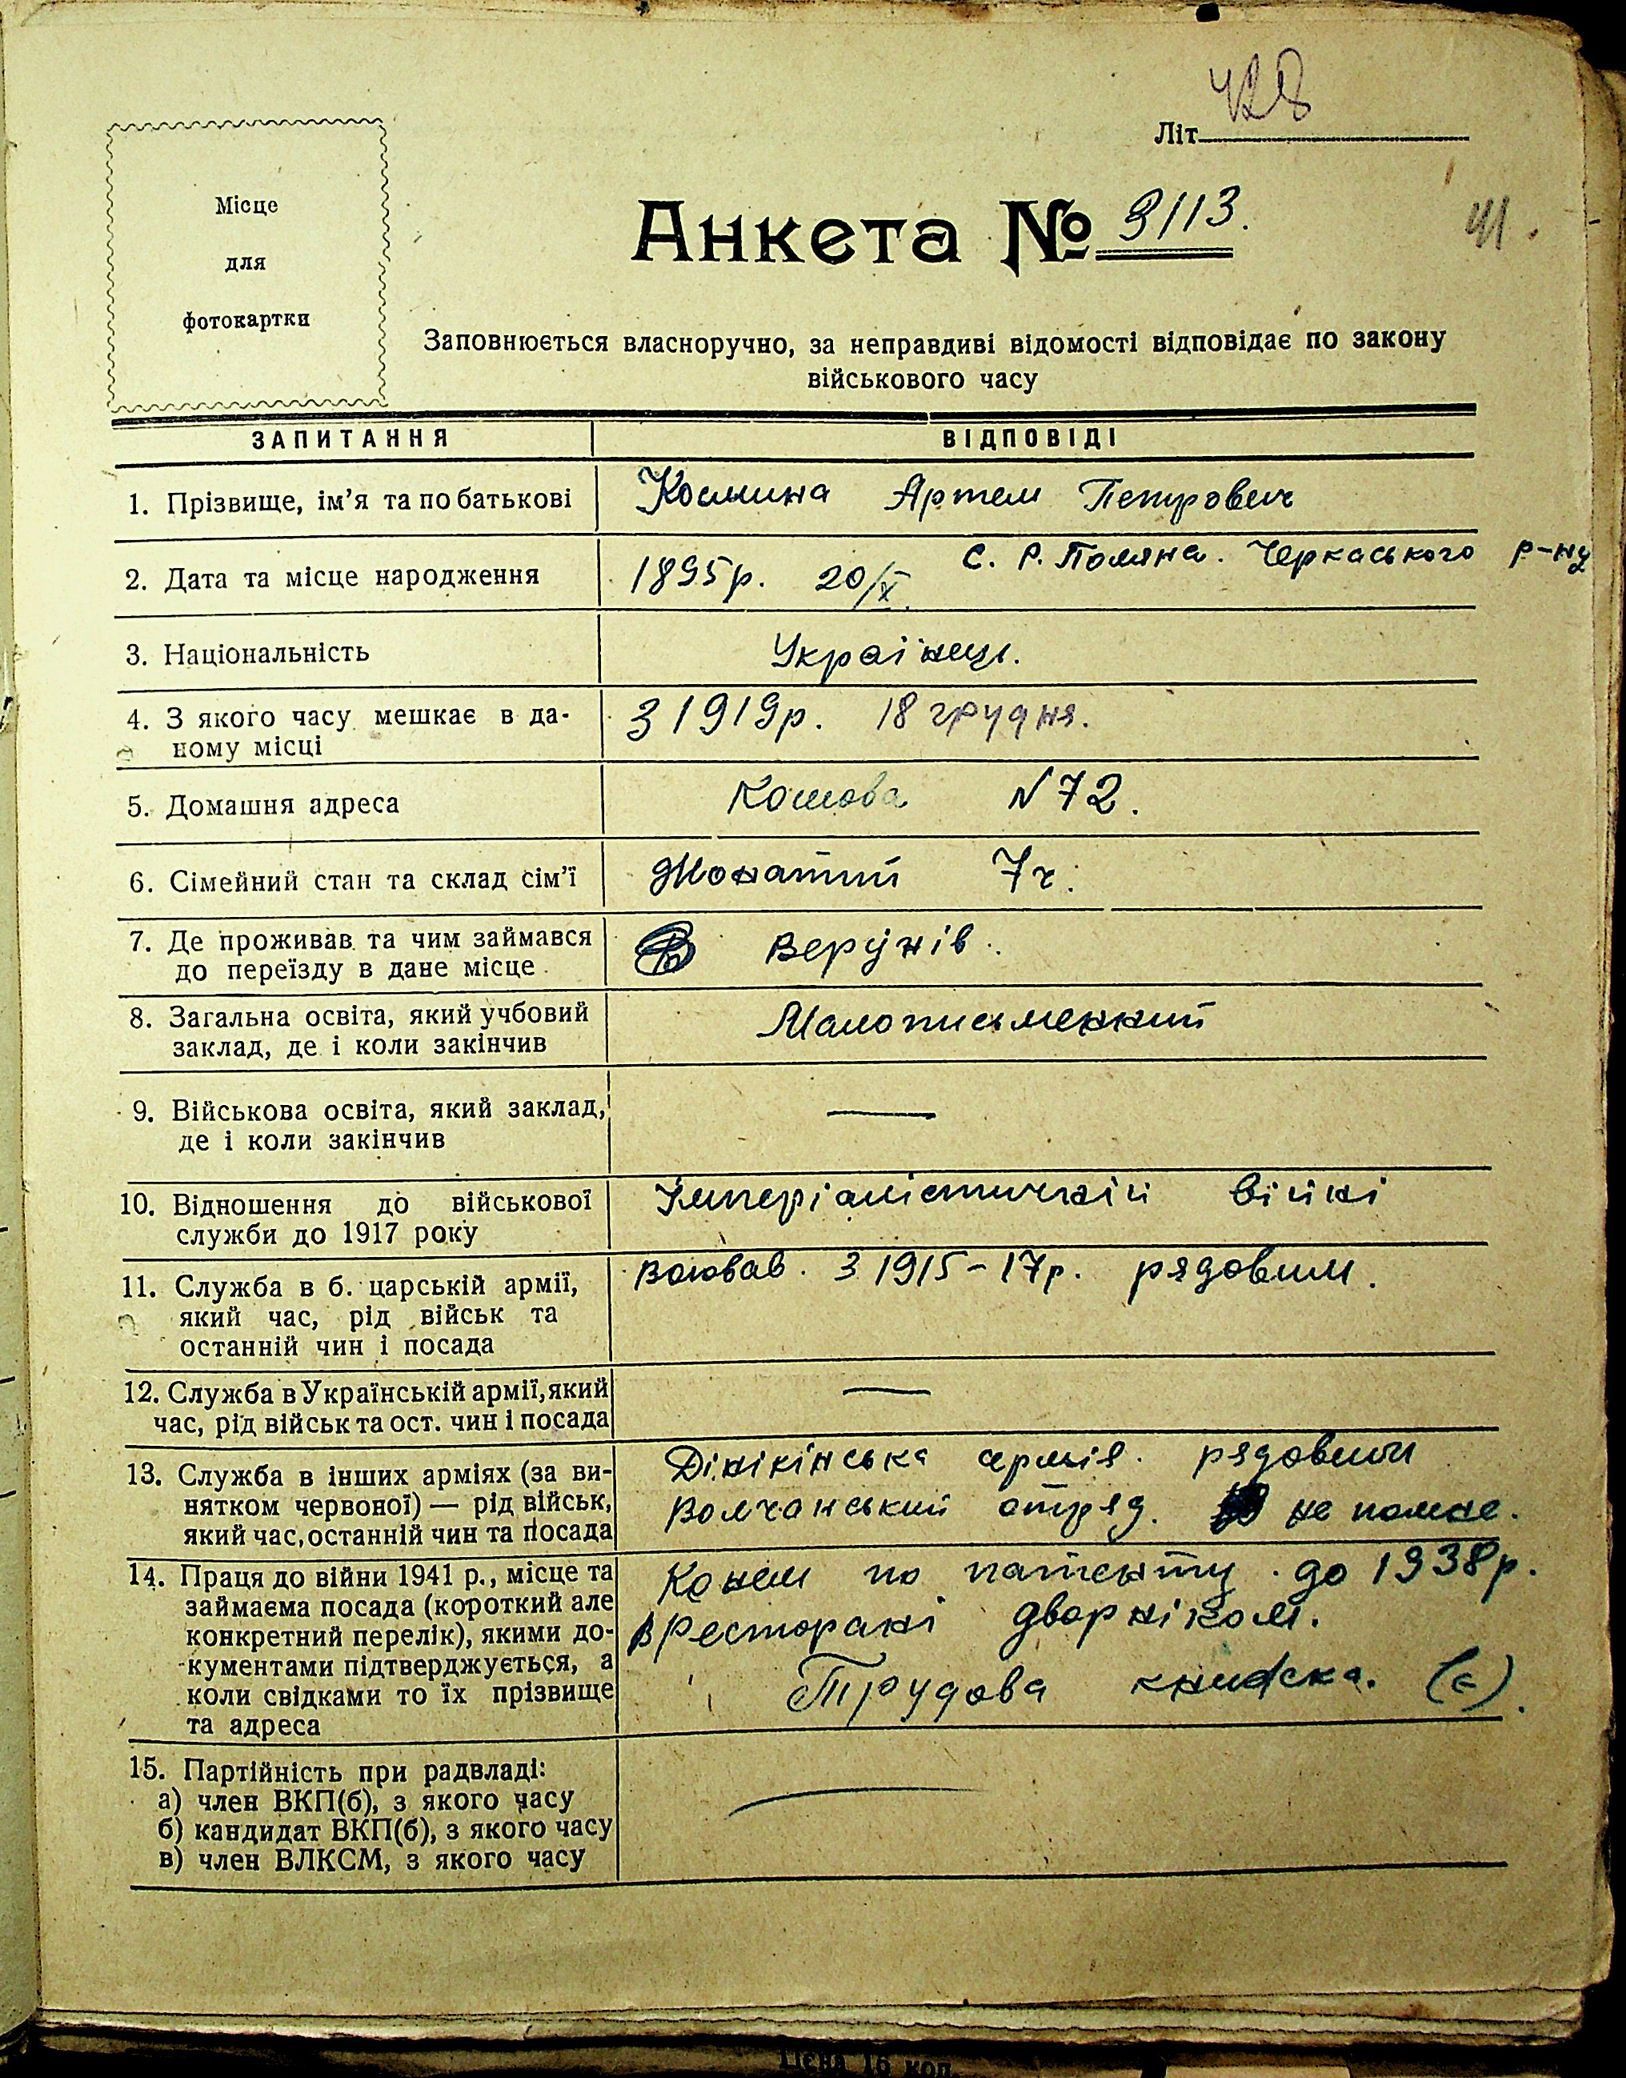 Літ
Місце
для
фотокартки
Анкета № 9113.
41.
Заповнюється власноручно, за неправдиві відомості відповідає по закону
військового часу
ЗАПИТАННЯ ВІДПОВІДІ
1. Прізвище, ім’я та по батькові Космина Артем Петрович
2. Дата та місце народження 1895р. 20/X. с. Р. Поляна. Черкаського р-ну
3. Національність Українець.
4. З якого часу мешкає в да- З 1919р. 18 грудня.
ному місці
5. Домашня адреса Кошова N 72.
6. Сімейний стан та склад сім’ї Жонатий 7 ч.
7. Де проживав та чим займався
до переїзду в дане місце
8. Загальна освіта, який учбовий Малописьменний
заклад, де і коли закінчив
9. Військова освіта, який заклад, —
де і коли закінчив
10. Відношення до військової Імперіалістичній війні
служби до 1917 року
11. Служба в б. царській армії, Воював. З 1915-17р. рядовим.
який час, рід військ та
останній чин і посада
12. Служба в Українській армії, який —
час, рід військ та ост. чин і посада
13. Служба в інших арміях (за ви- Дінікінська армія. рядовим
нятком червоної) — рід військ, Волчанський отряд. не
який час, останній чин та посада
14. Праця до війни 1941 р., місце та Конем по патенту. до 1938р.
займаєма посада (короткий але в Ресторані дворніком.
конкретний перелік), якими до-
кументами підтверджується, а Трудова книжка. (є).
коли свідками то їх прізвище
та адреса
15. Партійність при радвладі: —
а) член ВКП(б), з якого часу
б) кандидат ВКП(б), з якого часу
в) член ВЛКСМ, з якого часу
Цена 16 коп.